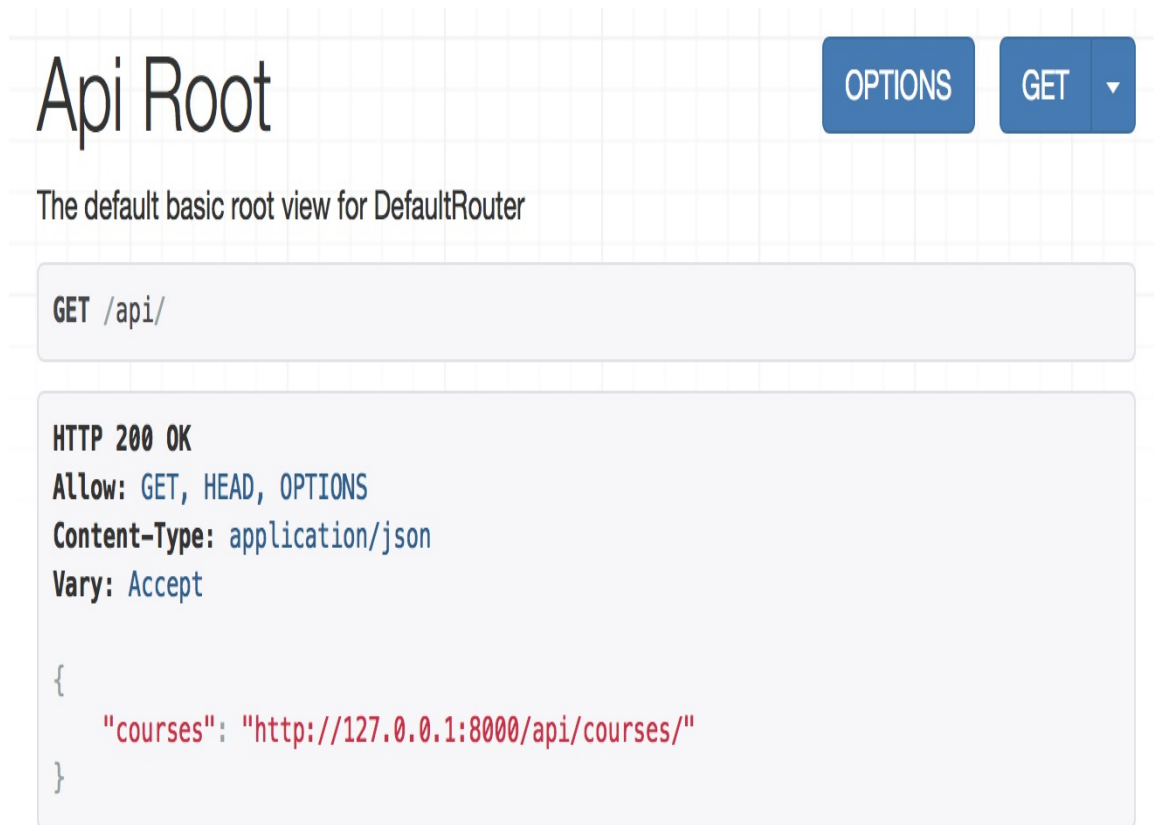 Api Root
OPTIONS
GET
The default basic root view for DefaultRouter
GET /api/
HTTP 200 OK
Allow: GET, HEAD, OPTIONS
Content-Type: application/json
Vary: Accept
{
"courses": "http://127.0.0.1:8000/api/courses/"
}